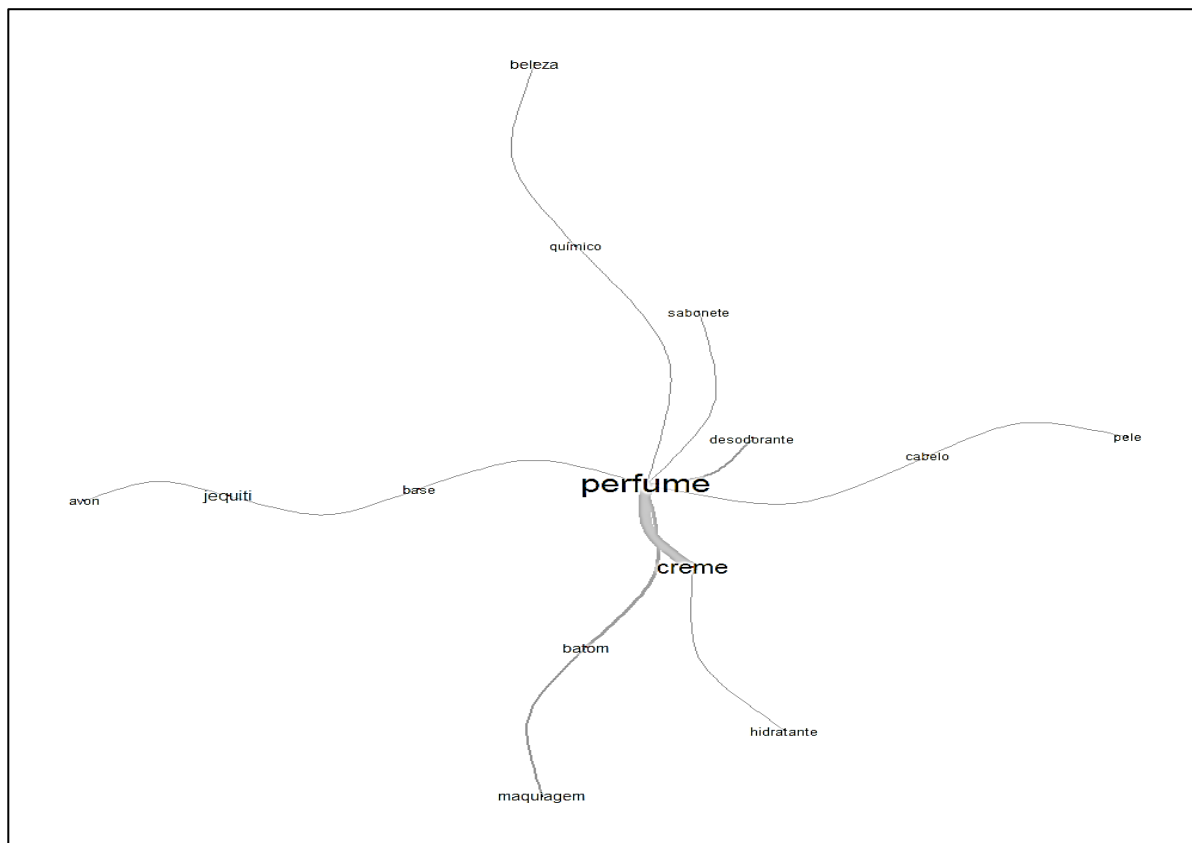 beleza
químico
sabonete
desodorante
pele
cabelo
perfume
base
jequiti
avon
creme
batom
hidratante
maquiagem